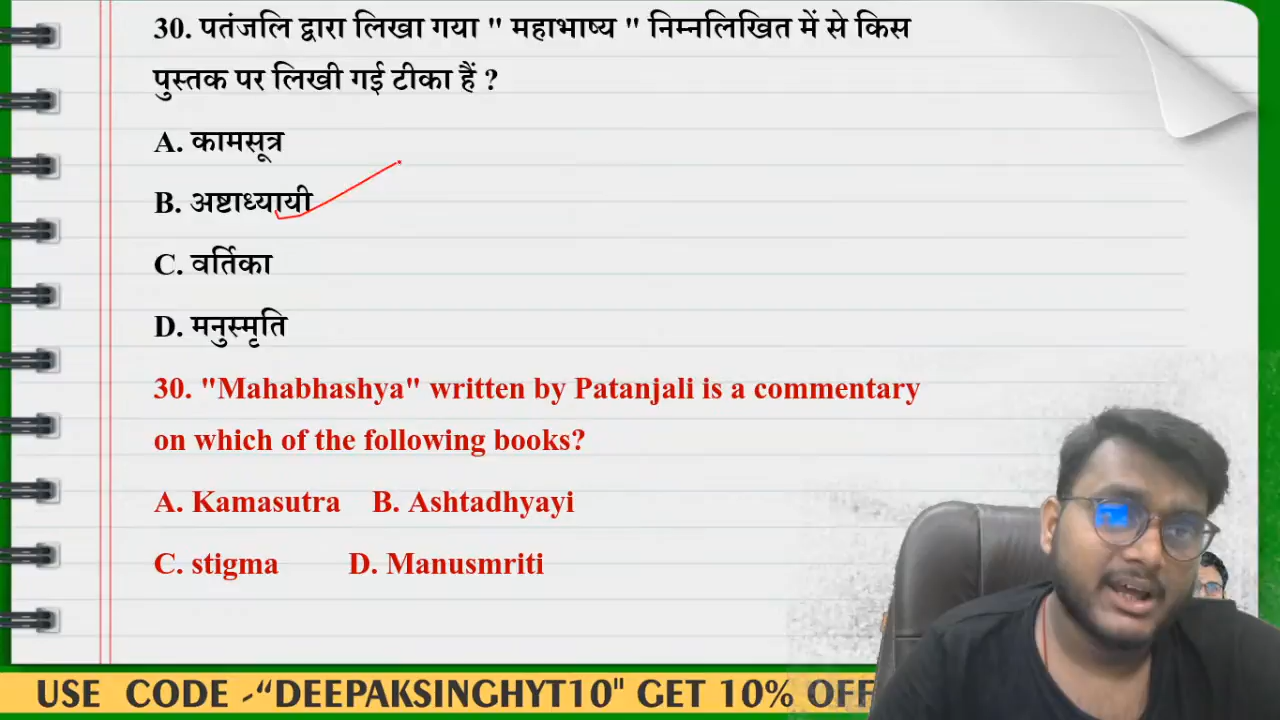 30. पतंजलि द्वारा लिखा गया " महाभाष्य " निम्नलिखित में से किस
पुस्तक पर लिखी गई टीका हैं ?
A. कामसूत्र
B. अष्टाध्यायी
C. वर्तिका
D. मनुस्मृति
30. "Mahabhashya" written by Patanjali is a commentary
on which of the following books?
A. Kamasutra B. Ashtadhyayi
C. stigma D. Manusmriti
USE CODE -“DEEPAKSINGHYT10" GET 10% OFF